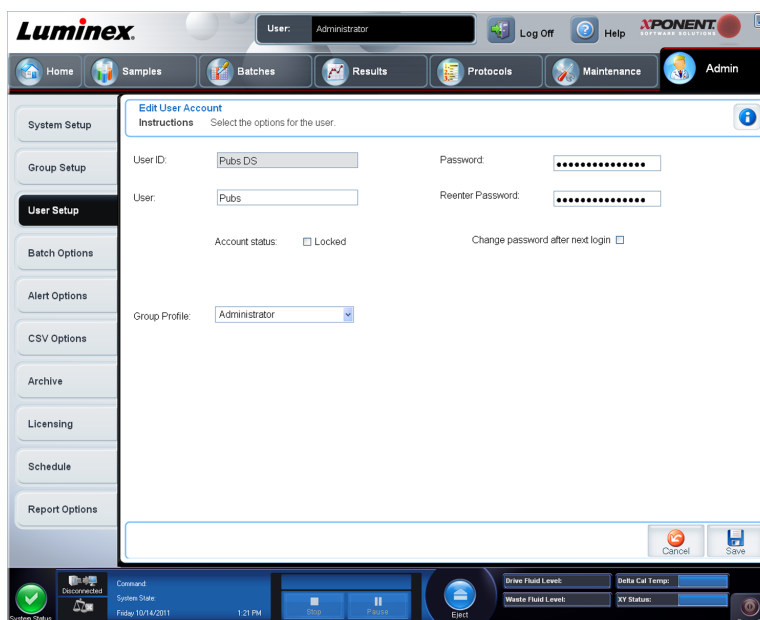 Luminex.
User: Administrator
Log Off
Help
XPONENT.
SOFTWARE SOLUTIONS
Home
Samples
Batches
Results
Protocols
Maintenance
Admin
System Setup
Group Setup
User Setup
Batch Options
Alert Options
CSV Options
Archive
Licensing
Schedule
Report Options
Edit User Account
Instructions Select the options for the user.
User ID: Pubs DS
Password:
User: Pubs
Reenter Password:
Account status: Locked
Change password after next login
Group Profile: Administrator
Cancel
Save
System Status
Disconnected
Command:
System State:
Friday 10/14/2011 1:21 PM
Stop
Pause
Eject
Drive Fluid Level:
Waste Fluid Level:
Delta Cal Temp:
XY Status: